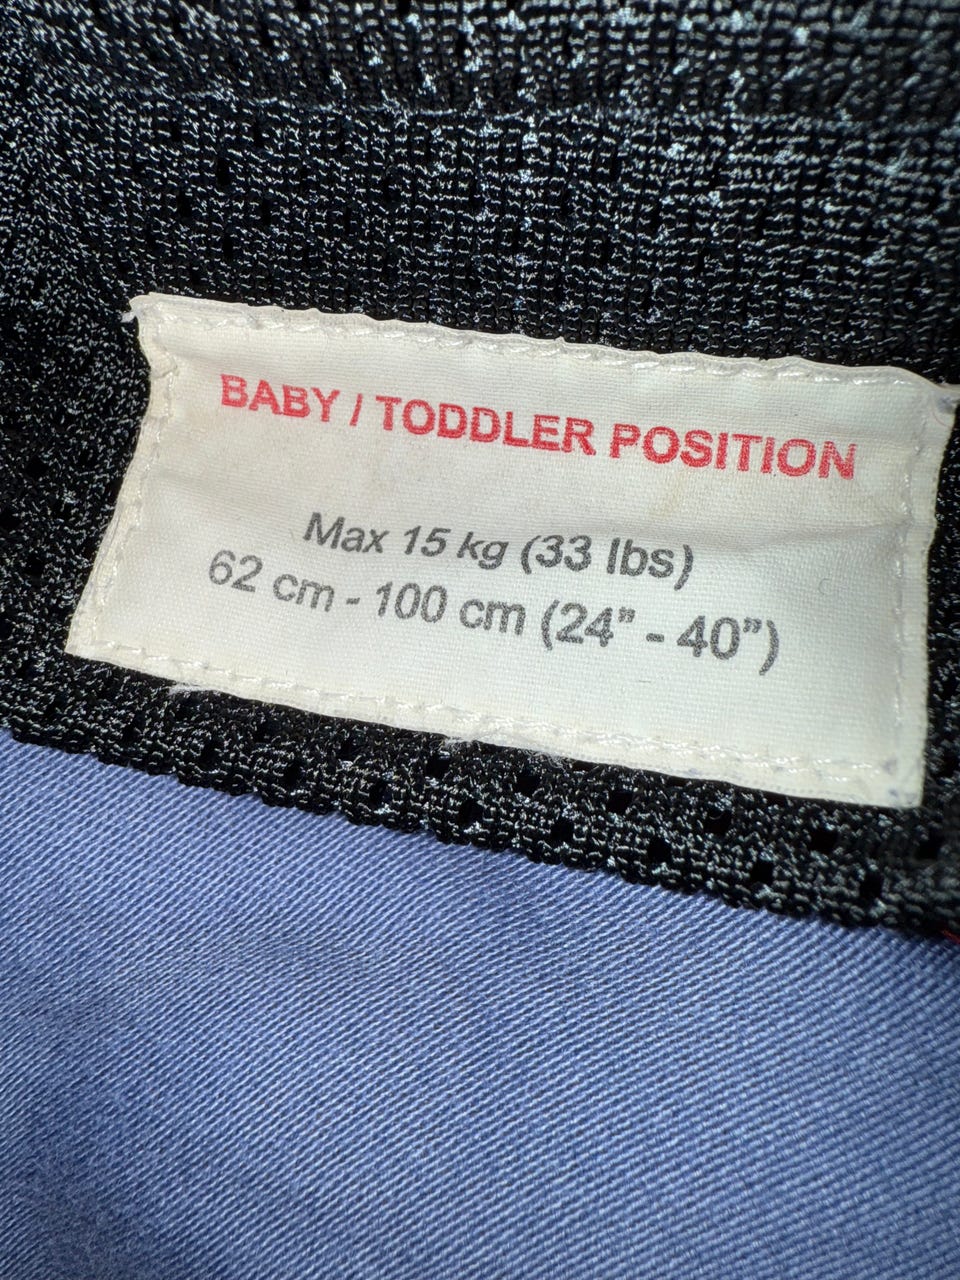 BABY / TODDLER POSITION
Max 15 kg (33 lbs)
62 cm - 100 cm (24” - 40”)